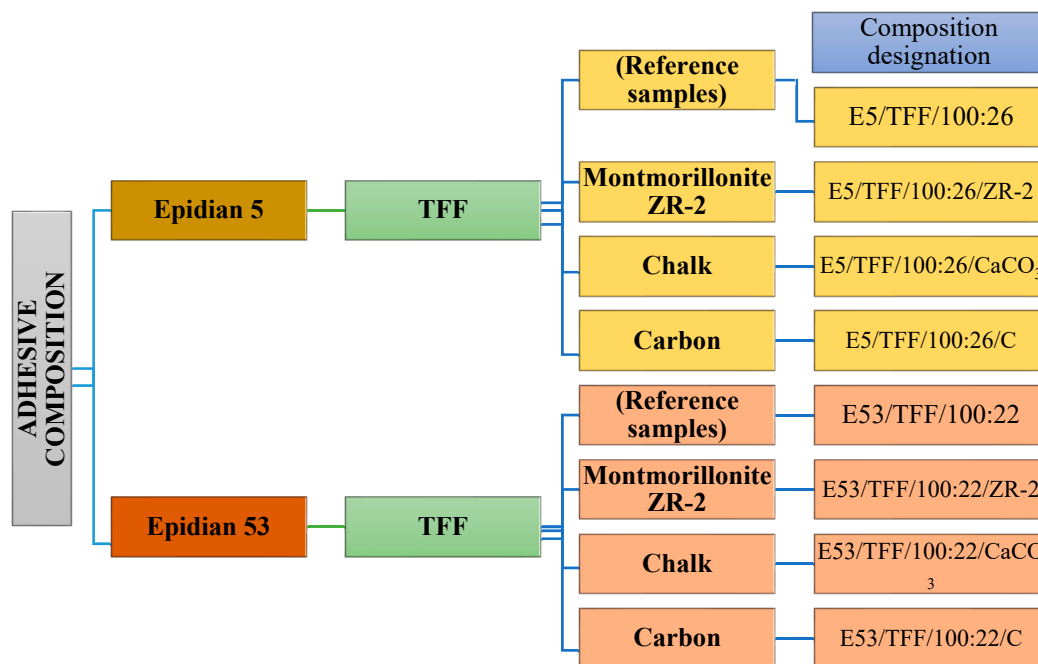 Composition
designation
(Reference
samples)
E5/TFF/100:26
Montmorillonite
ZR-2
E5/TFF/100:26/ZR-2
Epidian 5
TFF
Chalk
E5/TFF/100:26/CaCO₃
Carbon
E5/TFF/100:26/C
ADHESIVE
COMPOSITION
(Reference
samples)
E53/TFF/100:22
Montmorillonite
ZR-2
E53/TFF/100:22/ZR-2
Epidian 53
TFF
Chalk
E53/TFF/100:22/CaCO
3
Carbon
E53/TFF/100:22/C